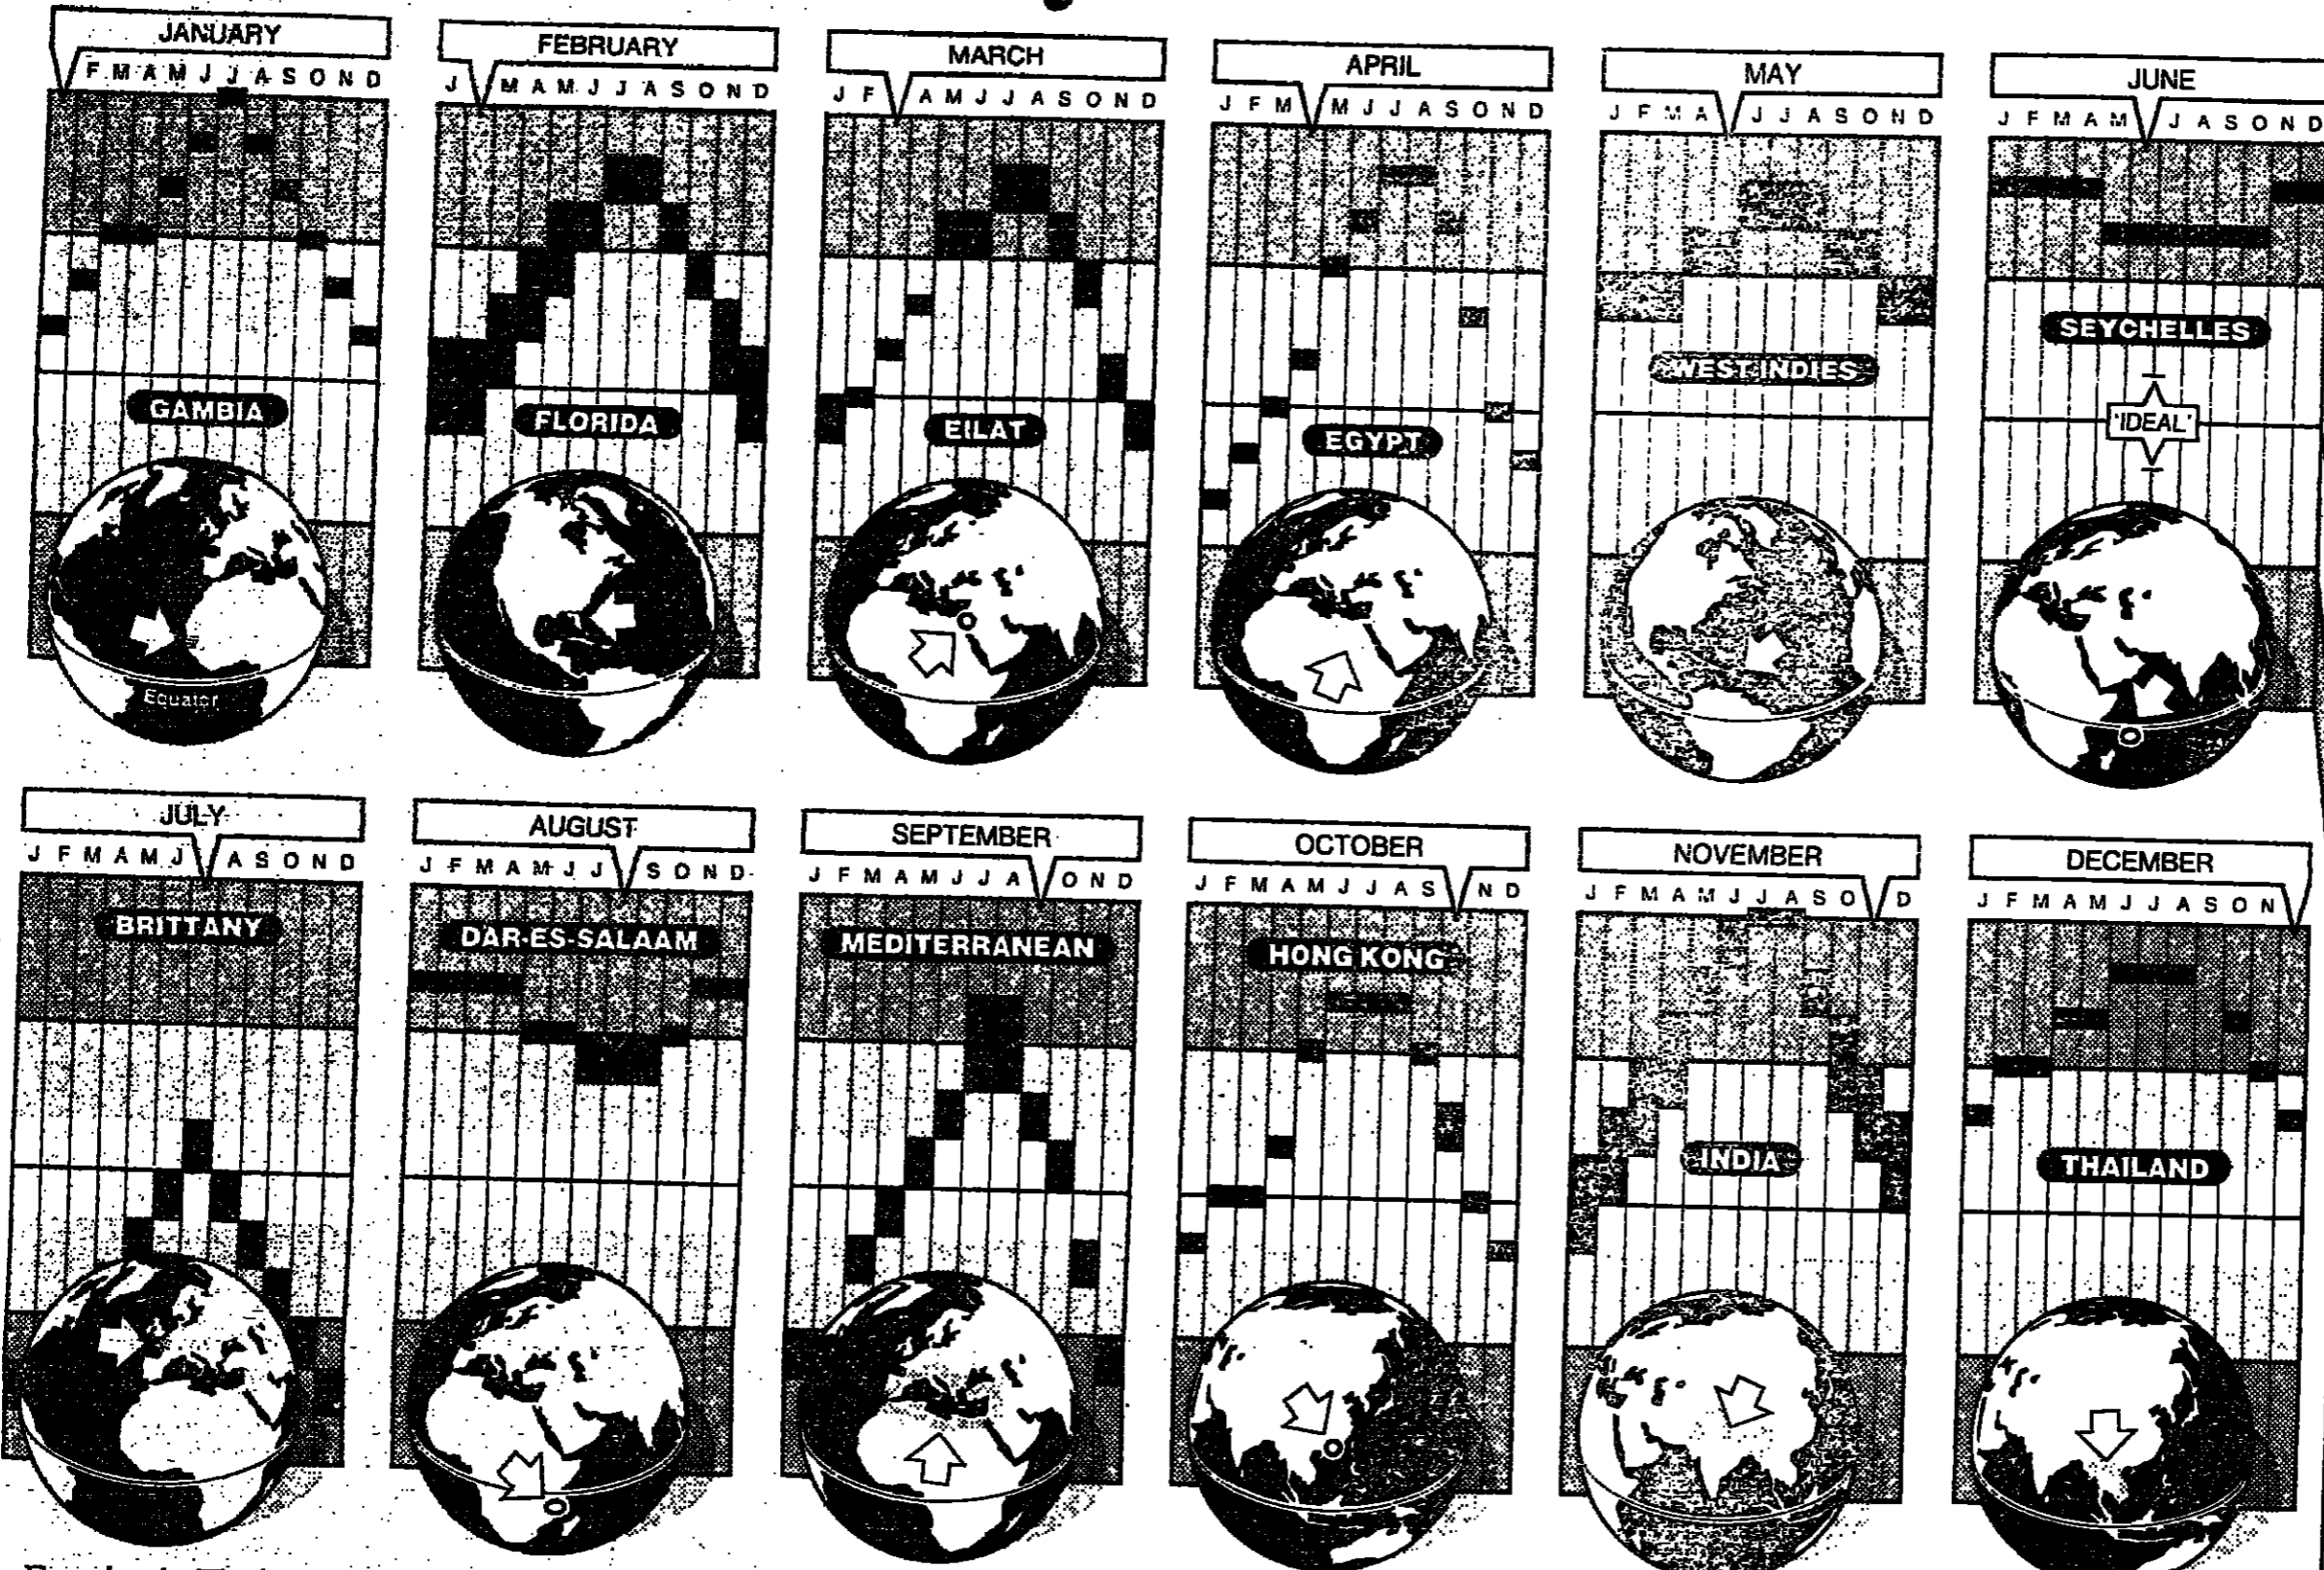 JANUARY
F M A M J J A S O N D
GAMBIA
Equator
FEBRUARY
J M A M J J A S O N D
FLORIDA
MARCH
J F A M J J A S O N D
EILAT
APRIL
J F M M J J A S O N D
EGYPT
MAY
J F M A J J A S O N D
WEST INDIES
JUNE
J F M A M J A S O N D
SEYCHELLES
'IDEAL'
JULY
J F M A M J A S O N D
BRITTANY
AUGUST
J F M A M J J S O N D
DAR-ES-SALAAM
SEPTEMBER
J F M A M J J A O N D
MEDITERRANEAN
OCTOBER
J F M A M J J A S N D
HONG KONG
NOVEMBER
J F M A M J J A S O D
INDIA
DECEMBER
J F M A M J J A S O N
THAILAND